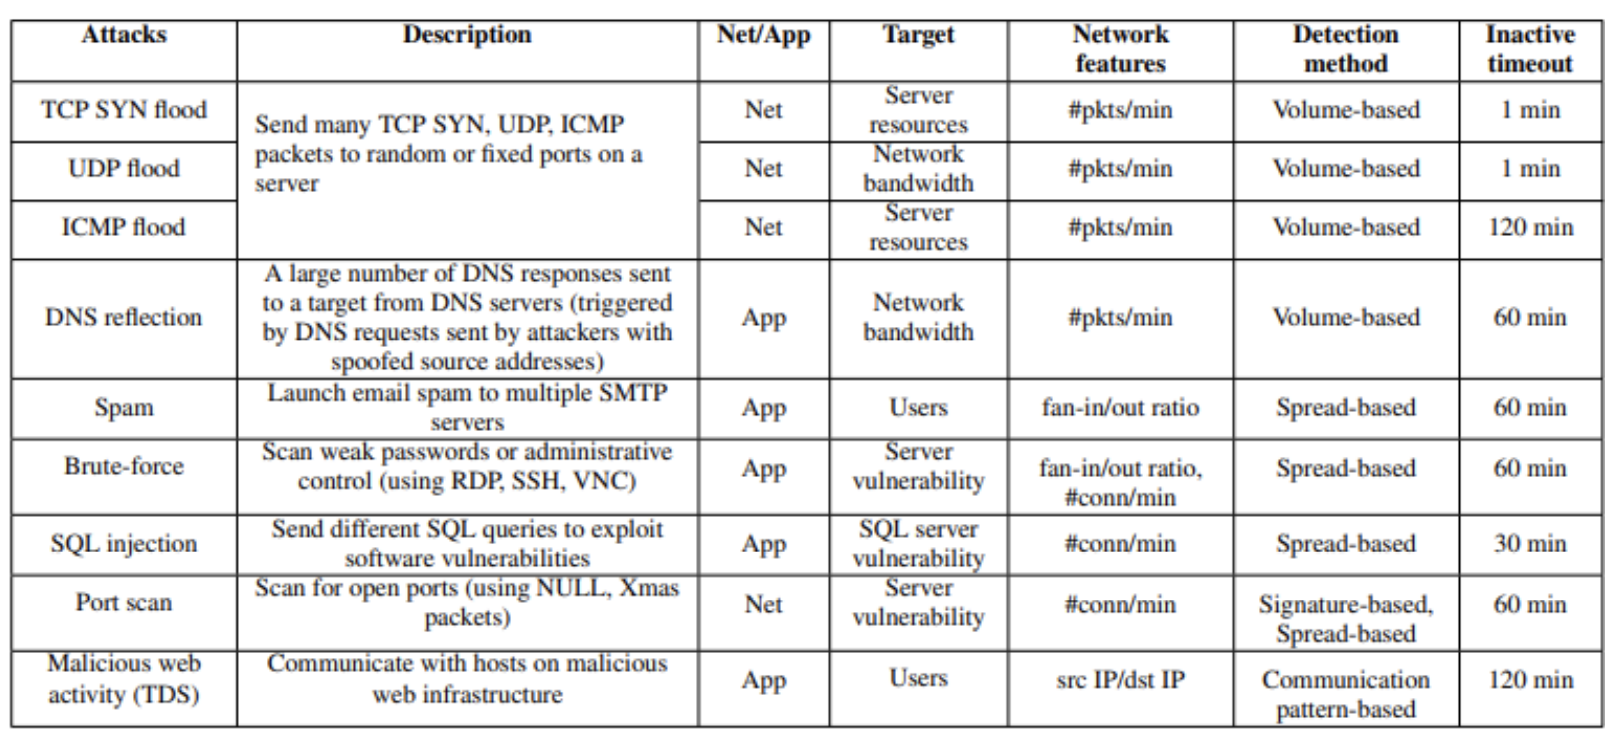 Attacks Description Net/App Target Network features Detection method Inactive timeout
TCP SYN flood
Send many TCP SYN, UDP, ICMP
packets to random or fixed ports on a
server
Net
Server
resources
#pkts/min
Volume-based
1 min
UDP flood
Net
Network
bandwidth
#pkts/min
Volume-based
1 min
ICMP flood
Net
Server
resources
#pkts/min
Volume-based
120 min
DNS reflection
A large number of DNS responses sent
to a target from DNS servers (triggered
by DNS requests sent by attackers with
spoofed source addresses)
App
Network
bandwidth
#pkts/min
Volume-based
60 min
Spam
Launch email spam to multiple SMTP
servers
App
Users
fan-in/out ratio
Spread-based
60 min
Brute-force
Scan weak passwords or administrative
control (using RDP, SSH, VNC)
App
Server
vulnerability
fan-in/out ratio,
#conn/min
Spread-based
60 min
SQL injection
Send different SQL queries to exploit
software vulnerabilities
App
SQL server
vulnerability
#conn/min
Spread-based
30 min
Port scan
Scan for open ports (using NULL, Xmas
packets)
Net
Server
vulnerability
#conn/min
Signature-based,
Spread-based
60 min
Malicious web
activity (TDS)
Communicate with hosts on malicious
web infrastructure
App
Users
src IP/dst IP
Communication
pattern-based
120 min